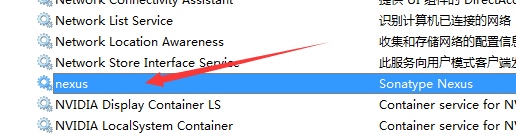 Network Connectivity Assistant 提供 UI 组件的 DirectAc
Network List Service 识别计算机已连接的网络
Network Location Awareness 收集和存储网络的配置信息
Network Store Interface Service 此服务向用户模式客户端发
nexus Sonatype Nexus
NVIDIA Display Container LS Container service for N
NVIDIA LocalSystem Container Container service for N